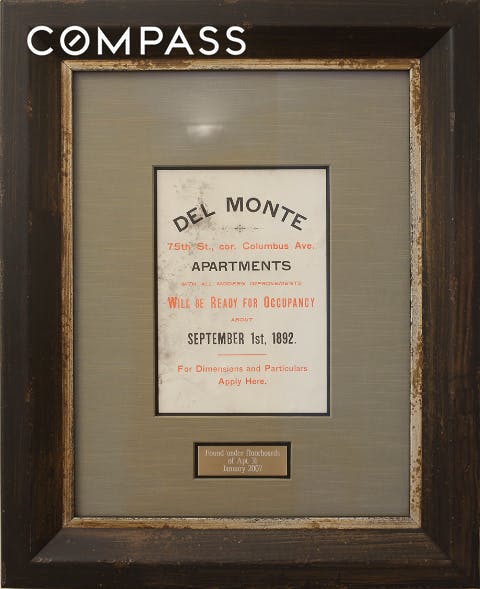 COMPASS
DEL MONTE
75th St., cor. Columbus Ave.
APARTMENTS
WITH ALL MODERN IMPROVEMENTS
WILL BE READY FOR OCCUPANCY
ABOUT
SEPTEMBER 1st, 1892.
For Dimensions and Particulars
Apply Here.
Found under floorboards
of Apt.
January 2007